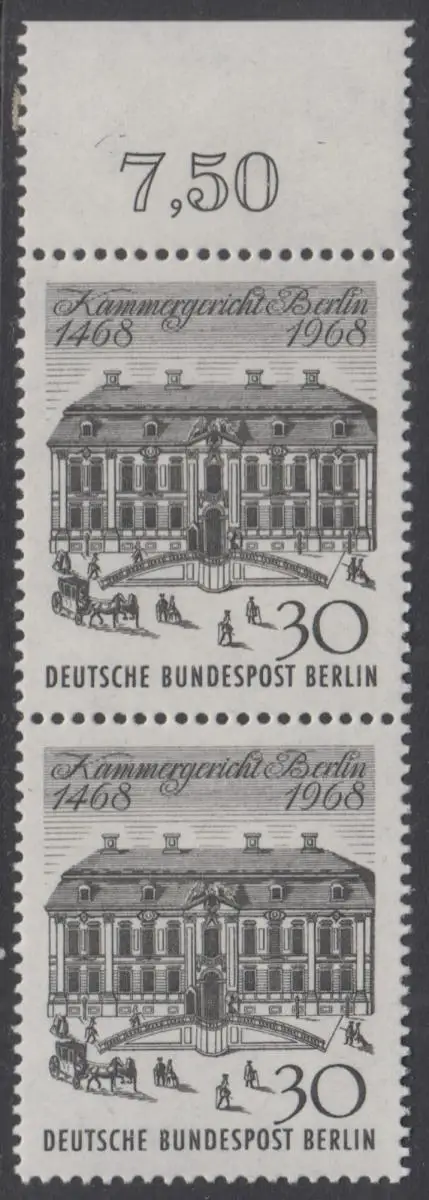 7,50
Kammergericht Berlin
1468 1968
30
DEUTSCHE BUNDESPOST BERLIN
Kammergericht Berlin
1468 1968
30
DEUTSCHE BUNDESPOST BERLIN